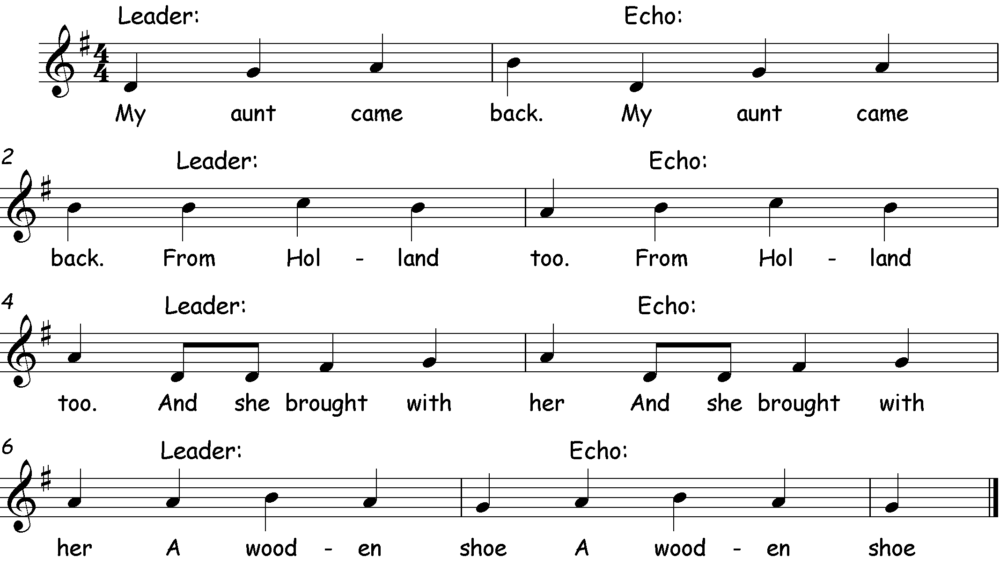 Leader: Echo:
4
4
My aunt came back. My aunt came
2
Leader: Echo:
back. From Hol - land too. From Hol - land
4
Leader: Echo:
too. And she brought with her And she brought with
6
Leader: Echo:
her A wood - en shoe A wood - en shoe